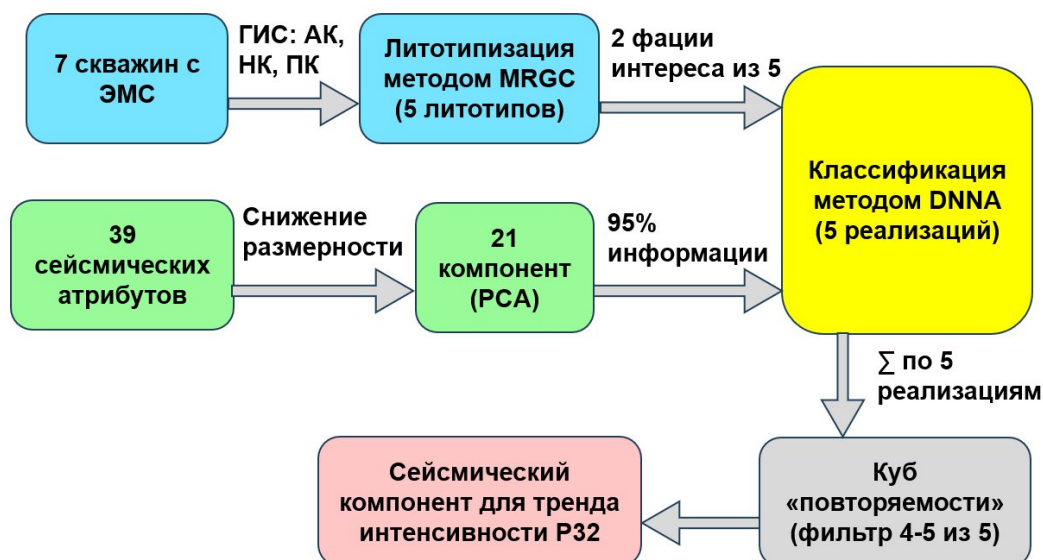 7 скважин с
ЭМС
ГИС: АК,
НК, ПК
Литотипизация
методом MRGC
(5 литотипов)
2 фации
интереса из 5
Классификация
методом DNNA
(5 реализаций)
39
сейсмических
атрибутов
Снижение
размерности
21
компонент
(PCA)
95%
информации
∑ по 5
реализациям
Куб
«повторяемости»
(фильтр 4-5 из 5)
Сейсмический
компонент для тренда
интенсивности P32